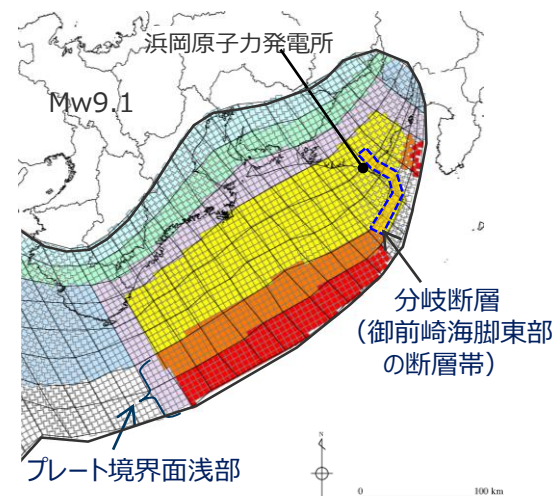 浜岡原子力発電所
Mw9.1
分岐断層
（御前崎海脚東部
の断層帯）
プレート境界面浅部
N
0 100 km